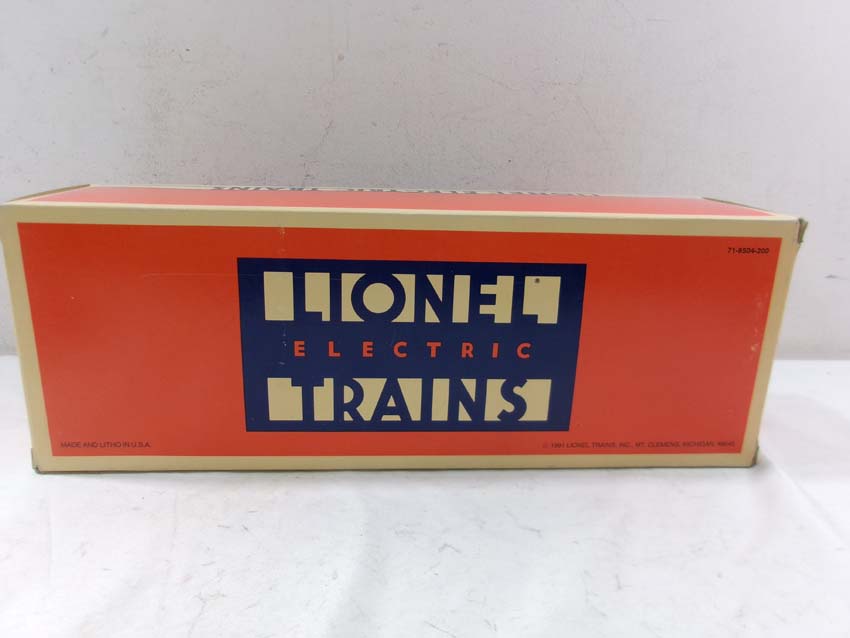 71-8504-200
LIONEL®
ELECTRIC
TRAINS
MADE AND LITHO IN U.S.A.
© 1991 LIONEL TRAINS, INC., MT. CLEMENS, MICHIGAN, 48045